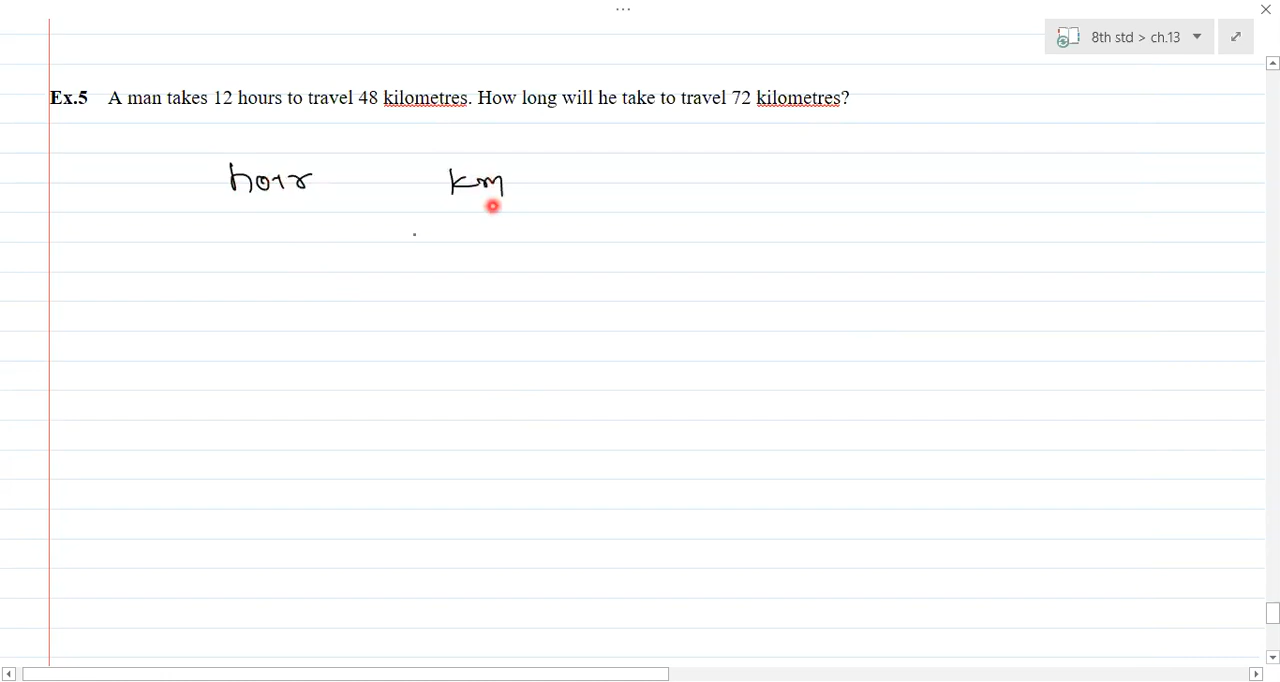 8th std > ch.13
Ex.5 A man takes 12 hours to travel 48 kilometres. How long will he take to travel 72 kilometres?
hour km